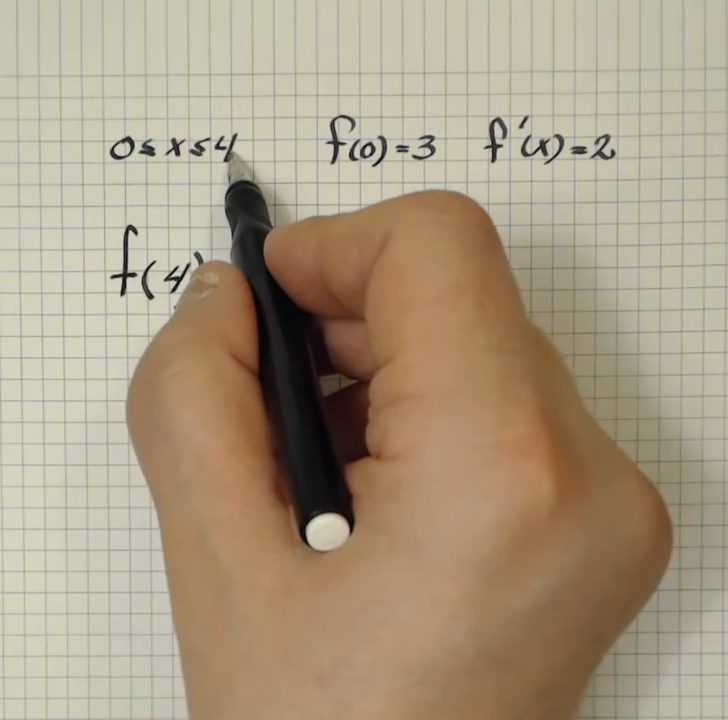 0 ≤ x ≤ 4 f(0) = 3 f'(x) = 2
f(4)